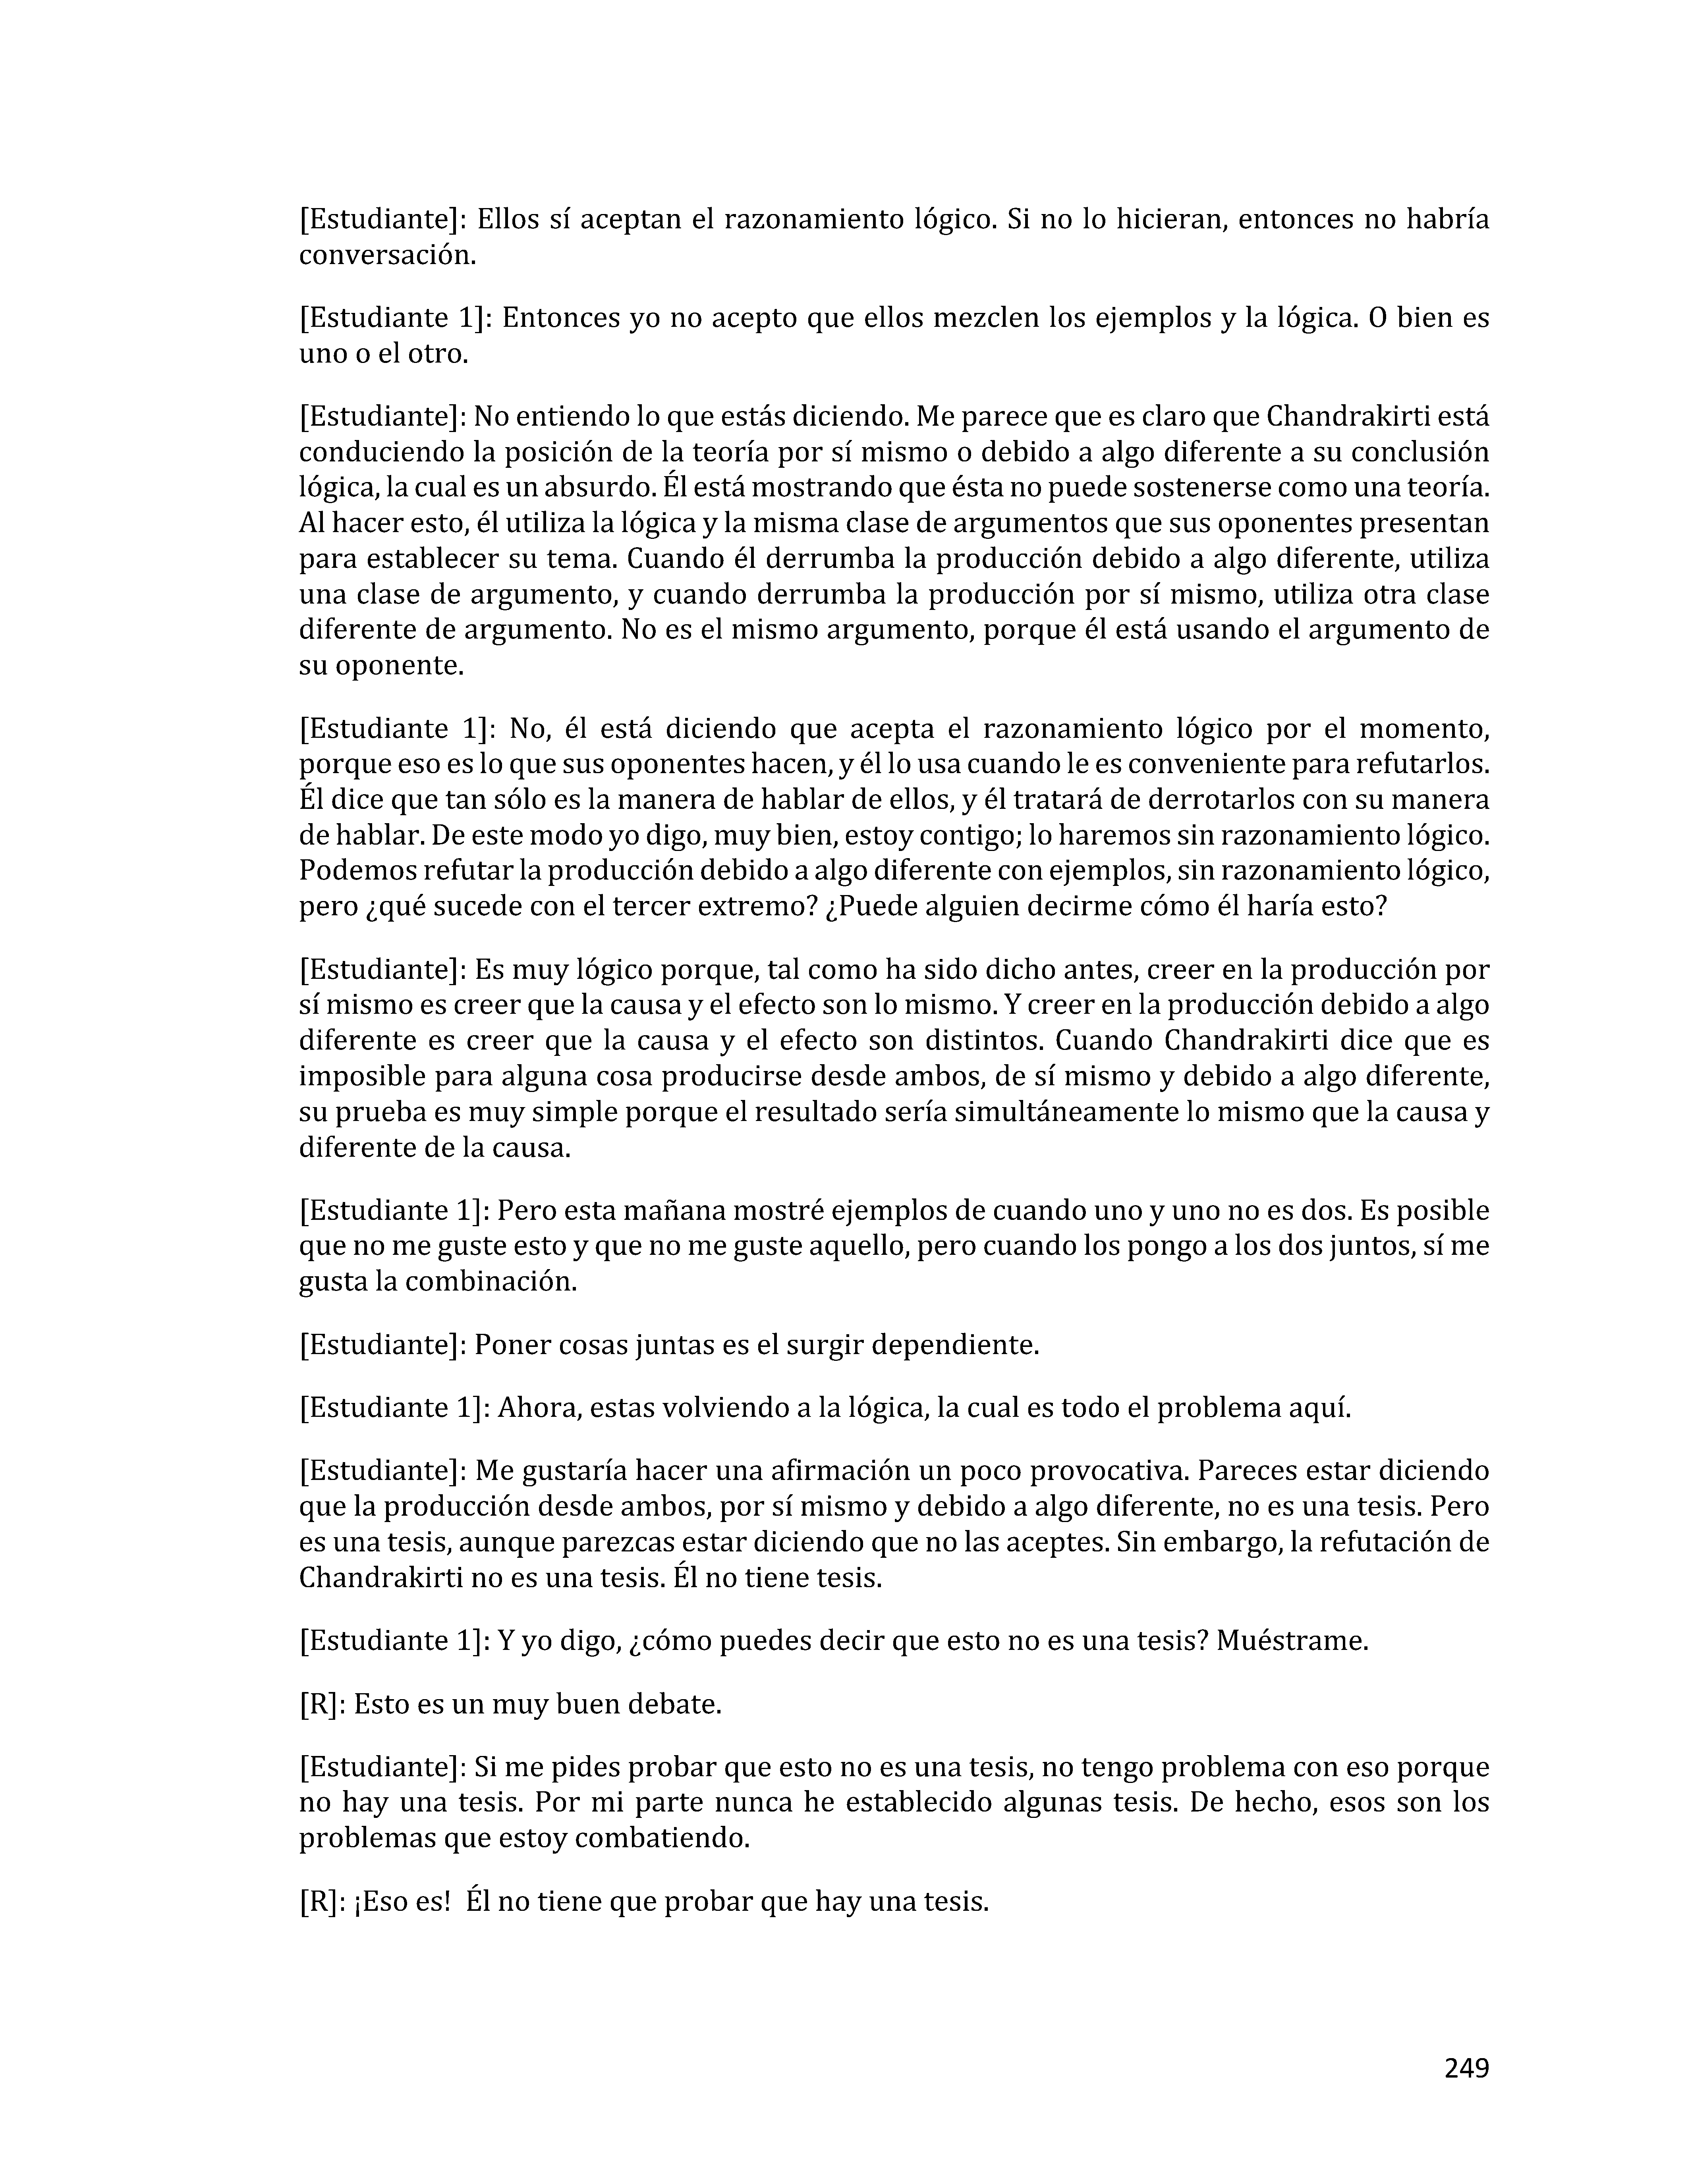 [Estudiante]: Ellos sí aceptan el razonamiento lógico. Si no lo hicieran, entonces no habría
conversación.
[Estudiante 1]: Entonces yo no acepto que ellos mezclen los ejemplos y la lógica. O bien es
uno o el otro.
[Estudiante]: No entiendo lo que estás diciendo. Me parece que es claro que Chandrakirti está
conduciendo la posición de la teoría por sí mismo o debido a algo diferente a su conclusión
lógica, la cual es un absurdo. Él está mostrando que ésta no puede sostenerse como una teoría.
Al hacer esto, él utiliza la lógica y la misma clase de argumentos que sus oponentes presentan
para establecer su tema. Cuando él derrumba la producción debido a algo diferente, utiliza
una clase de argumento, y cuando derrumba la producción por sí mismo, utiliza otra clase
diferente de argumento. No es el mismo argumento, porque él está usando el argumento de
su oponente.
[Estudiante 1]: No, él está diciendo que acepta el razonamiento lógico por el momento,
porque eso es lo que sus oponentes hacen, y él lo usa cuando le es conveniente para refutarlos.
Él dice que tan sólo es la manera de hablar de ellos, y él tratará de derrotarlos con su manera
de hablar. De este modo yo digo, muy bien, estoy contigo; lo haremos sin razonamiento lógico.
Podemos refutar la producción debido a algo diferente con ejemplos, sin razonamiento lógico,
pero ¿qué sucede con el tercer extremo? ¿Puede alguien decirme cómo él haría esto?
[Estudiante]: Es muy lógico porque, tal como ha sido dicho antes, creer en la producción por
sí mismo es creer que la causa y el efecto son lo mismo. Y creer en la producción debido a algo
diferente es creer que la causa y el efecto son distintos. Cuando Chandrakirti dice que es
imposible para alguna cosa producirse desde ambos, de sí mismo y debido a algo diferente,
su prueba es muy simple porque el resultado sería simultáneamente lo mismo que la causa y
diferente de la causa.
[Estudiante 1]: Pero esta mañana mostré ejemplos de cuando uno y uno no es dos. Es posible
que no me guste esto y que no me guste aquello, pero cuando los pongo a los dos juntos, sí me
gusta la combinación.
[Estudiante]: Poner cosas juntas es el surgir dependiente.
[Estudiante 1]: Ahora, estas volviendo a la lógica, la cual es todo el problema aquí.
[Estudiante]: Me gustaría hacer una afirmación un poco provocativa. Pareces estar diciendo
que la producción desde ambos, por sí mismo y debido a algo diferente, no es una tesis. Pero
es una tesis, aunque parezcas estar diciendo que no las aceptes. Sin embargo, la refutación de
Chandrakirti no es una tesis. Él no tiene tesis.
[Estudiante 1]: Y yo digo, ¿cómo puedes decir que esto no es una tesis? Muéstrame.
[R]: Esto es un muy buen debate.
[Estudiante]: Si me pides probar que esto no es una tesis, no tengo problema con eso porque
no hay una tesis. Por mi parte nunca he establecido algunas tesis. De hecho, esos son los
problemas que estoy combatiendo.
[R]: ¡Eso es!  Él no tiene que probar que hay una tesis.
249